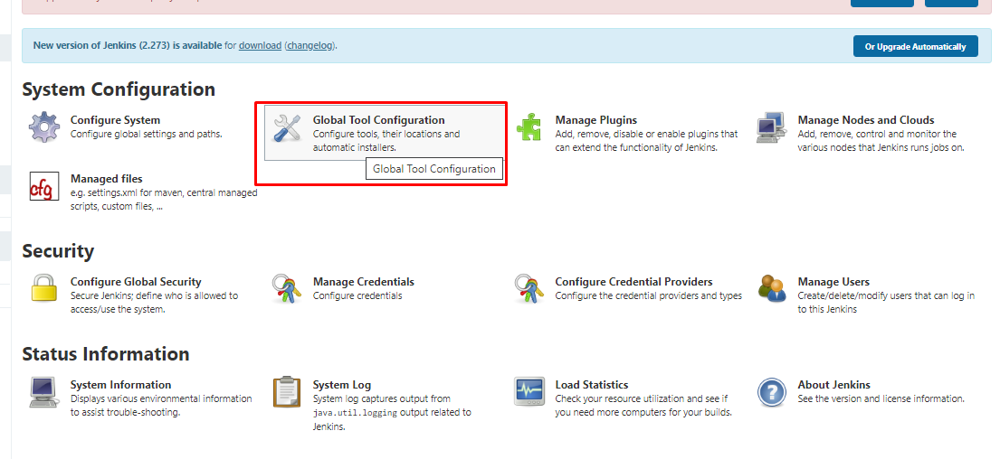 New version of Jenkins (2.273) is available for download (changelog).
Or Upgrade Automatically
System Configuration
Configure System
Configure global settings and paths.
Global Tool Configuration
Configure tools, their locations and
automatic installers.
Global Tool Configuration
Manage Plugins
Add, remove, disable or enable plugins that
can extend the functionality of Jenkins.
Manage Nodes and Clouds
Add, remove, control and monitor the
various nodes that Jenkins runs jobs on.
cfg
Managed files
e.g. settings.xml for maven, central managed
scripts, custom files, ...
Security
Configure Global Security
Secure Jenkins; define who is allowed to
access/use the system.
Manage Credentials
Configure credentials
Configure Credential Providers
Configure the credential providers and types
Manage Users
Create/delete/modify users that can log in
to this Jenkins
Status Information
System Information
Displays various environmental information
to assist trouble-shooting.
System Log
System log captures output from
java.util.logging output related to
Jenkins.
Load Statistics
Check your resource utilization and see if
you need more computers for your builds.
?
About Jenkins
See the version and license information.